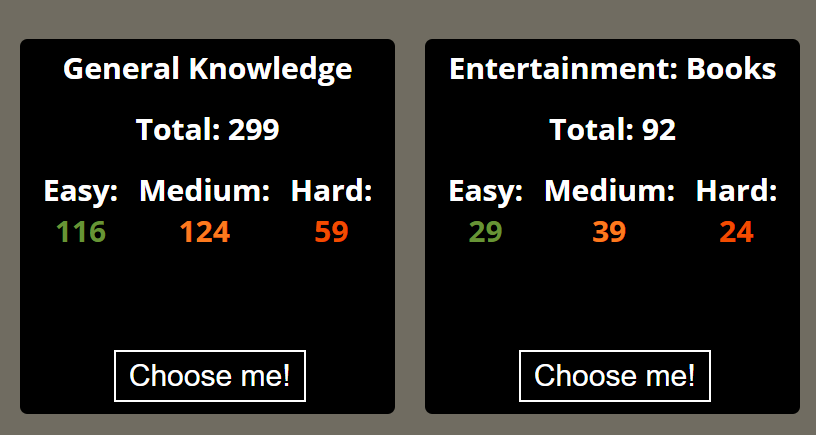 General Knowledge
Total: 299
Easy: Medium: Hard:
116 124 59
Choose me!
Entertainment: Books
Total: 92
Easy: Medium: Hard:
29 39 24
Choose me!